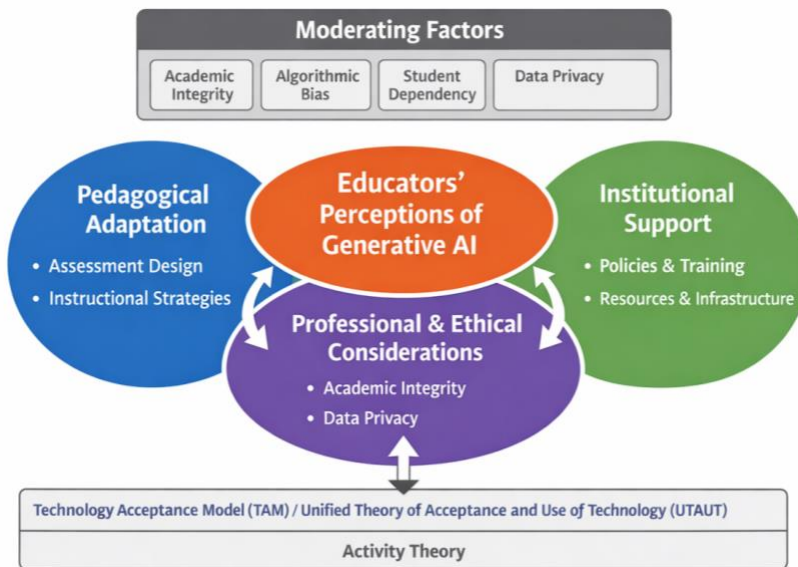 Moderating Factors
Academic
Integrity
Algorithmic
Bias
Student
Dependency
Data Privacy
Pedagogical
Adaptation
• Assessment Design
• Instructional Strategies
Educators'
Perceptions of
Generative AI
Institutional
Support
• Policies & Training
• Resources & Infrastructure
Professional & Ethical
Considerations
• Academic Integrity
• Data Privacy
Technology Acceptance Model (TAM) / Unified Theory of Acceptance and Use of Technology (UTAUT)
Activity Theory